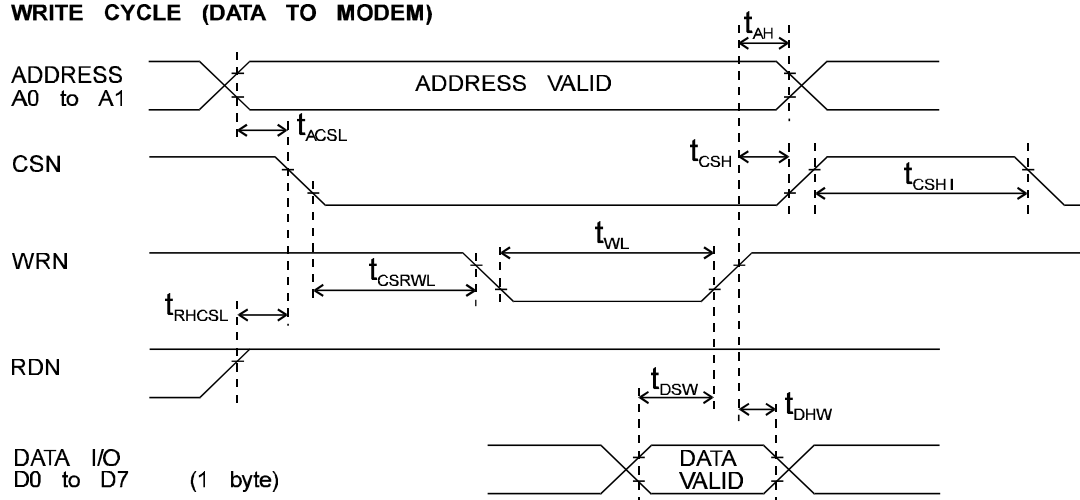 WRITE CYCLE (DATA TO MODEM)
tAH
ADDRESS
A0 to A1
ADDRESS VALID
tACSL
CSN
tCSH
tCSHI
WRN
tWL
tCSRWL
tRHCSL
RDN
tDSW
tDHW
DATA I/O
D0 to D7 (1 byte)
DATA
VALID